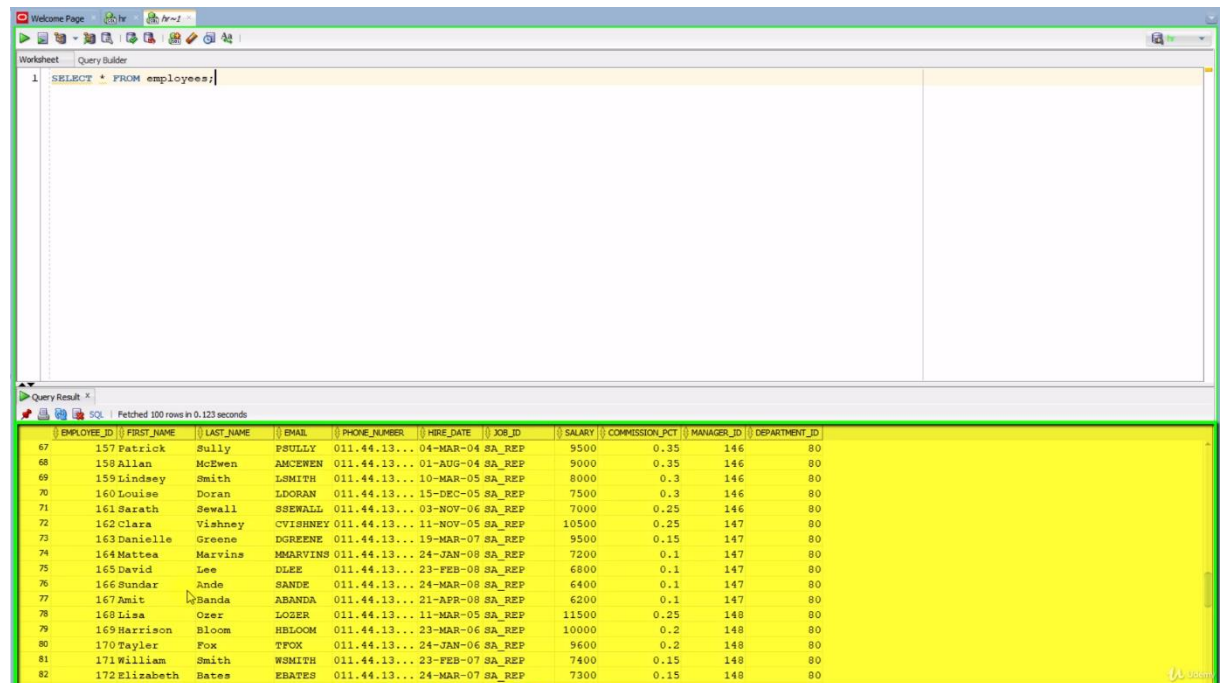 Welcome Page hr hr~1
hr
Worksheet Query Builder
1 SELECT * FROM employees;
Query Result
SQL | Fetched 100 rows in 0.123 seconds
EMPLOYEE_ID FIRST_NAME LAST_NAME EMAIL PHONE_NUMBER HIRE_DATE JOB_ID SALARY COMMISSION_PCT MANAGER_ID DEPARTMENT_ID
67 157 Patrick Sully PSULLY 011.44.13... 04-MAR-04 SA_REP 9500 0.35 146 80
68 158 Allan McEwen AMCEWEN 011.44.13... 01-AUG-04 SA_REP 9000 0.35 146 80
69 159 Lindsey Smith LSMITH 011.44.13... 10-MAR-05 SA_REP 8000 0.3 146 80
70 160 Louise Doran LDORAN 011.44.13... 15-DEC-05 SA_REP 7500 0.3 146 80
71 161 Sarath Sewall SSEWALL 011.44.13... 03-NOV-06 SA_REP 7000 0.25 146 80
72 162 Clara Vishney CVISHNEY 011.44.13... 11-NOV-05 SA_REP 10500 0.25 147 80
73 163 Danielle Greene DGREENE 011.44.13... 19-MAR-07 SA_REP 9500 0.15 147 80
74 164 Mattea Marvins MMARVINS 011.44.13... 24-JAN-08 SA_REP 7200 0.1 147 80
75 165 David Lee DLEE 011.44.13... 23-FEB-08 SA_REP 6800 0.1 147 80
76 166 Sundar Ande SANDE 011.44.13... 24-MAR-08 SA_REP 6400 0.1 147 80
77 167 Amit Banda ABANDA 011.44.13... 21-APR-08 SA_REP 6200 0.1 147 80
78 168 Lisa Ozer LOZER 011.44.13... 11-MAR-05 SA_REP 11500 0.25 148 80
79 169 Harrison Bloom HBLOOM 011.44.13... 23-MAR-06 SA_REP 10000 0.2 148 80
80 170 Tayler Fox TFOX 011.44.13... 24-JAN-06 SA_REP 9600 0.2 148 80
81 171 William Smith WSMITH 011.44.13... 23-FEB-07 SA_REP 7400 0.15 148 80
82 172 Elizabeth Bates EBATES 011.44.13... 24-MAR-07 SA_REP 7300 0.15 148 80
Udemy